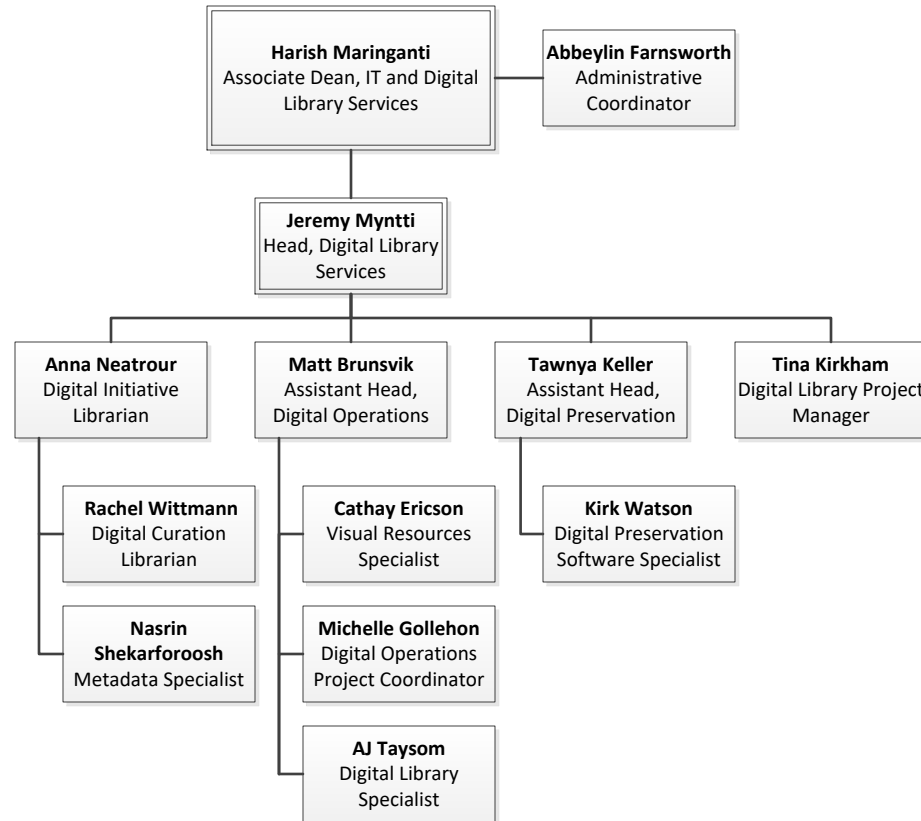 Harish Maringanti
Associate Dean, IT and Digital
Library Services
Abbeylin Farnsworth
Administrative
Coordinator
Jeremy Myntti
Head, Digital Library
Services
Anna Neatrour
Digital Initiative
Librarian
Matt Brunsvik
Assistant Head,
Digital Operations
Tawnya Keller
Assistant Head,
Digital Preservation
Tina Kirkham
Digital Library Project
Manager
Rachel Wittmann
Digital Curation
Librarian
Cathay Ericson
Visual Resources
Specialist
Kirk Watson
Digital Preservation
Software Specialist
Nasrin
Shekarforoosh
Metadata Specialist
Michelle Gollehon
Digital Operations
Project Coordinator
AJ Taysom
Digital Library
Specialist